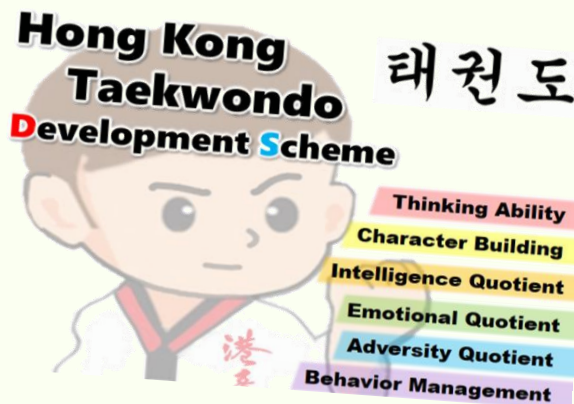 Hong Kong
Taekwondo
Development Scheme
태권도
Thinking Ability
Character Building
Intelligence Quotient
Emotional Quotient
Adversity Quotient
Behavior Management
港